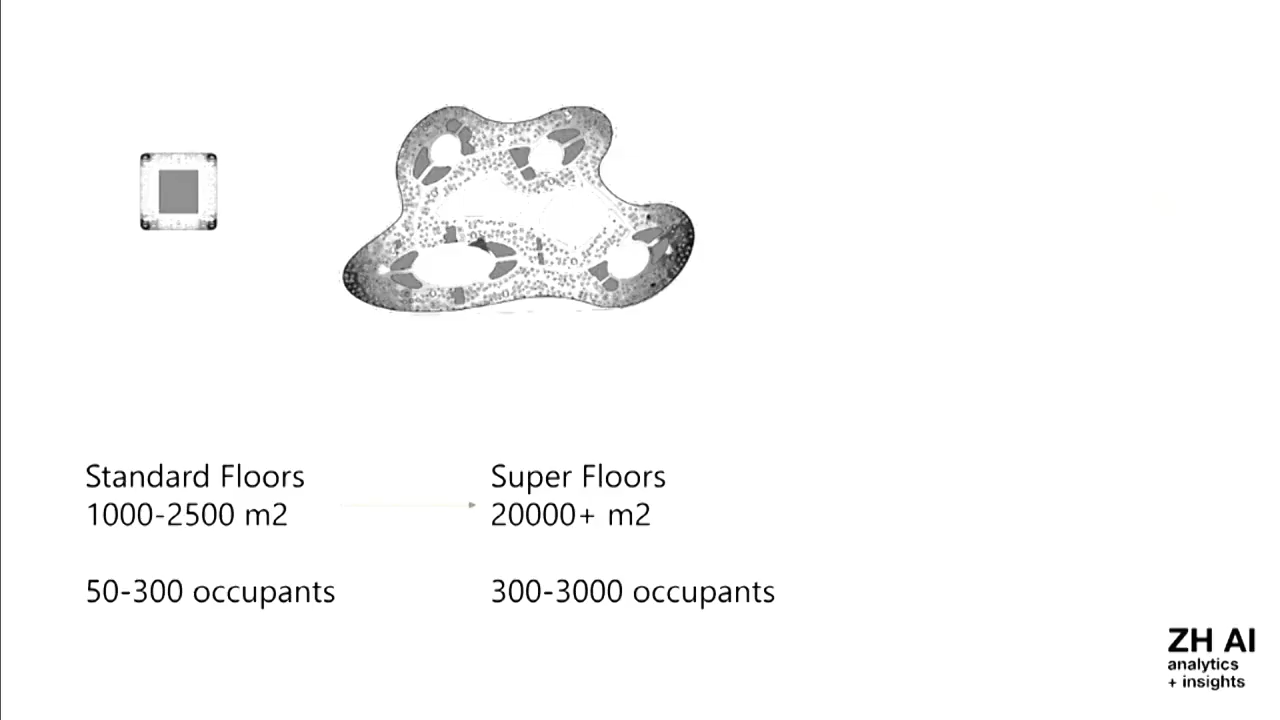 Standard Floors
1000-2500 m2
50-300 occupants
Super Floors
20000+ m2
300-3000 occupants
ZH AI
analytics
+ insights